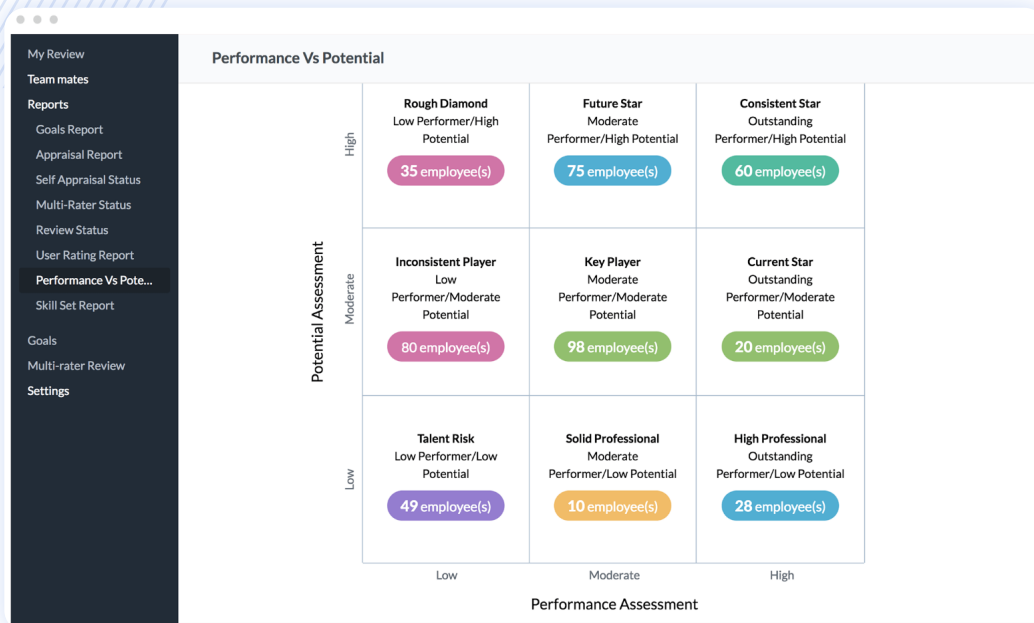 My Review
Team mates
Reports
Goals Report
Appraisal Report
Self Appraisal Status
Multi-Rater Status
Review Status
User Rating Report
Performance Vs Pote...
Skill Set Report
Goals
Multi-rater Review
Settings
Performance Vs Potential
Potential Assessment
High
Rough Diamond
Low Performer/High
Potential
35 employee(s)
Future Star
Moderate
Performer/High Potential
75 employee(s)
Consistent Star
Outstanding
Performer/High Potential
60 employee(s)
Moderate
Inconsistent Player
Low
Performer/Moderate
Potential
80 employee(s)
Key Player
Moderate
Performer/Moderate
Potential
98 employee(s)
Current Star
Outstanding
Performer/Moderate
Potential
20 employee(s)
Low
Talent Risk
Low Performer/Low
Potential
49 employee(s)
Solid Professional
Moderate
Performer/Low Potential
10 employee(s)
High Professional
Outstanding
Performer/Low Potential
28 employee(s)
Low
Moderate
High
Performance Assessment